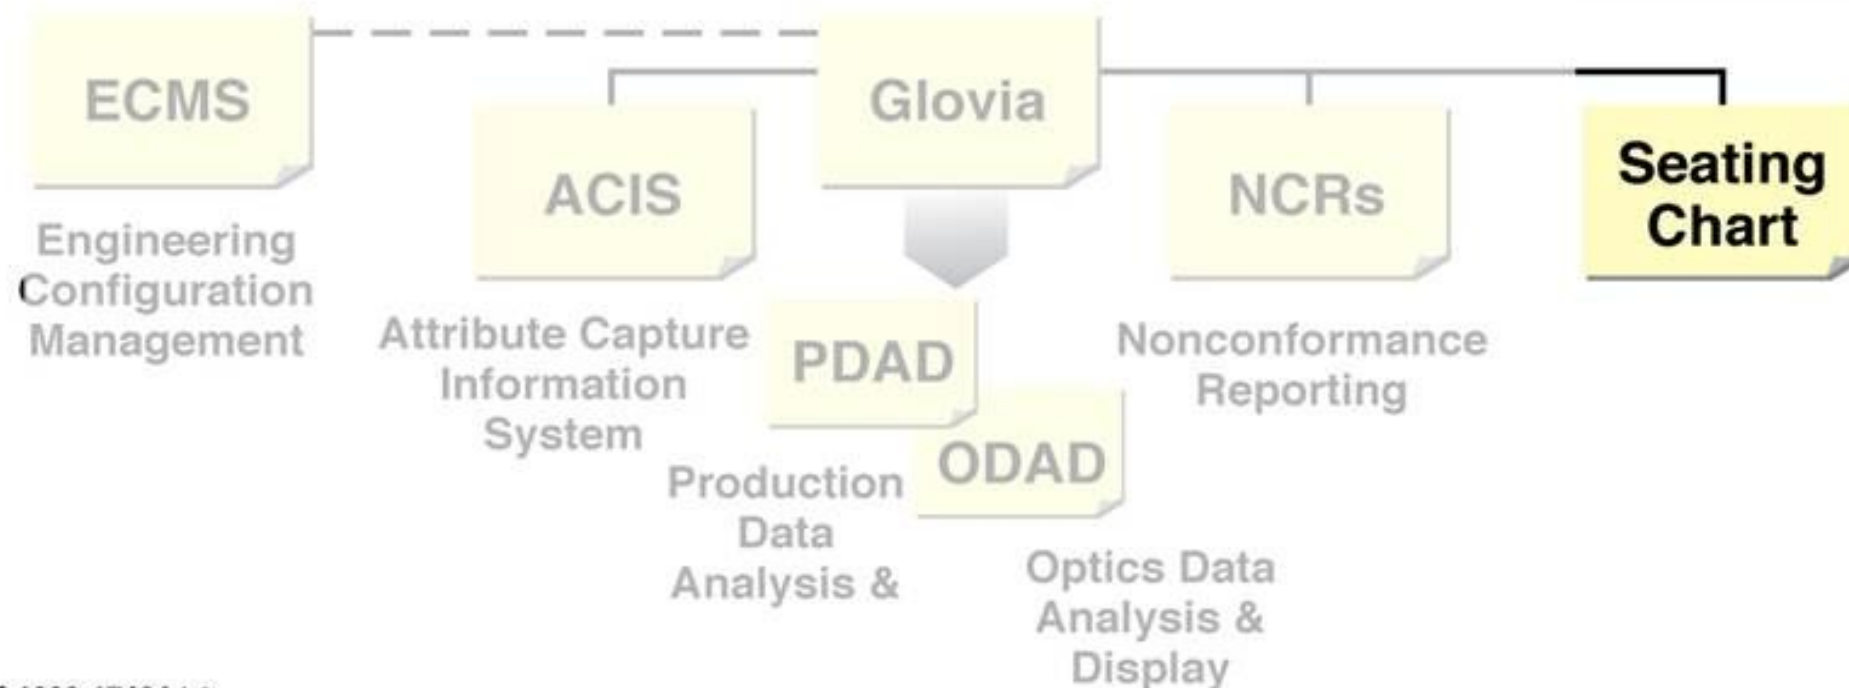 ECMS
Engineering
Configuration
Management
ACIS
Attribute Capture
Information
System
Glovia
PDAD
Production
Data
Analysis &
ODAD
Optics Data
Analysis &
Display
NCRs
Nonconformance
Reporting
Seating
Chart